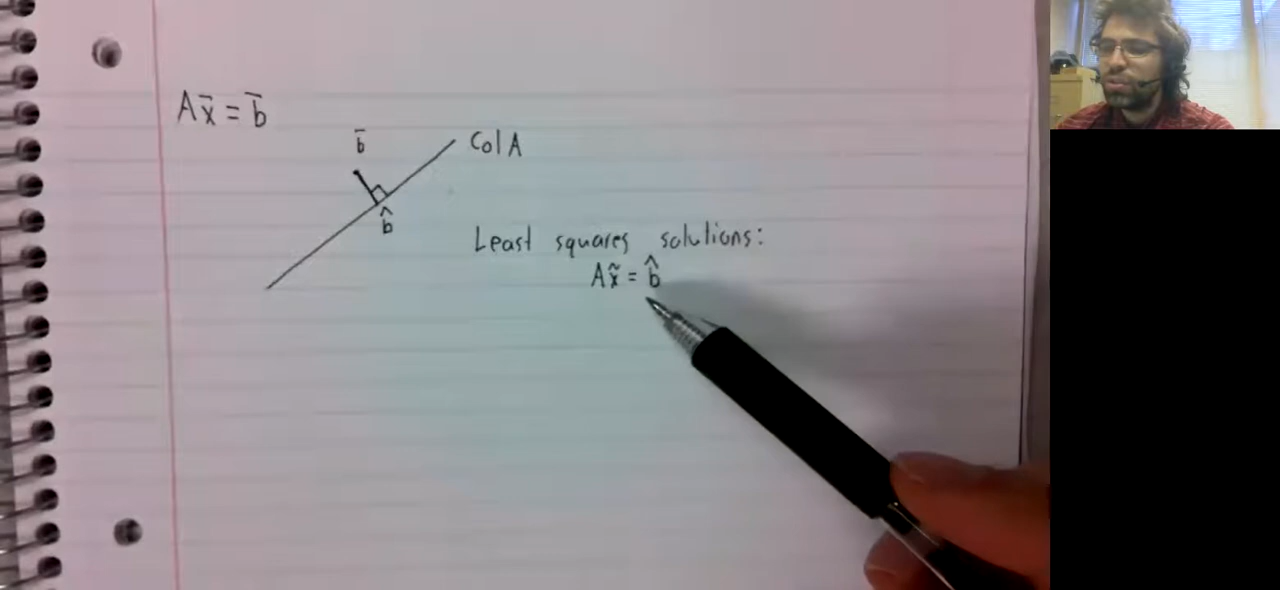 Ax̄ = b̄
b̄
Col A
b̂
Least squares solutions:
Ax̃ = b̂